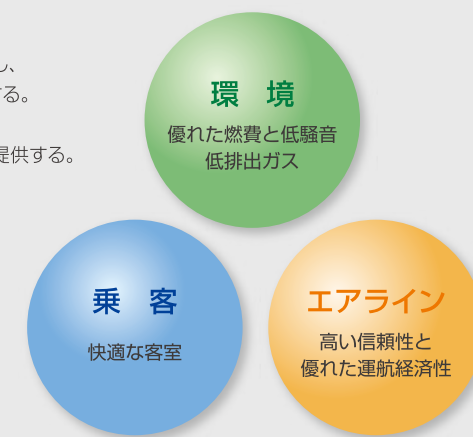 し、
する。
提供する。
環 境
優れた燃費と低騒音
低排出ガス
乗 客
快適な客室
エアライン
高い信頼性と
優れた運航経済性